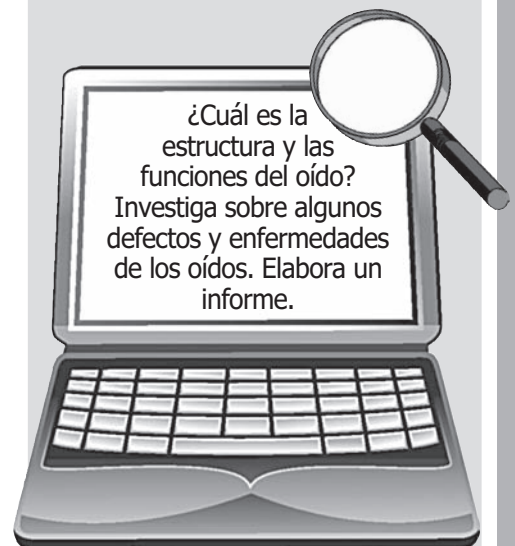 ¿Cuál es la
estructura y las
funciones del oído?
Investiga sobre algunos
defectos y enfermedades
de los oídos. Elabora un
informe.